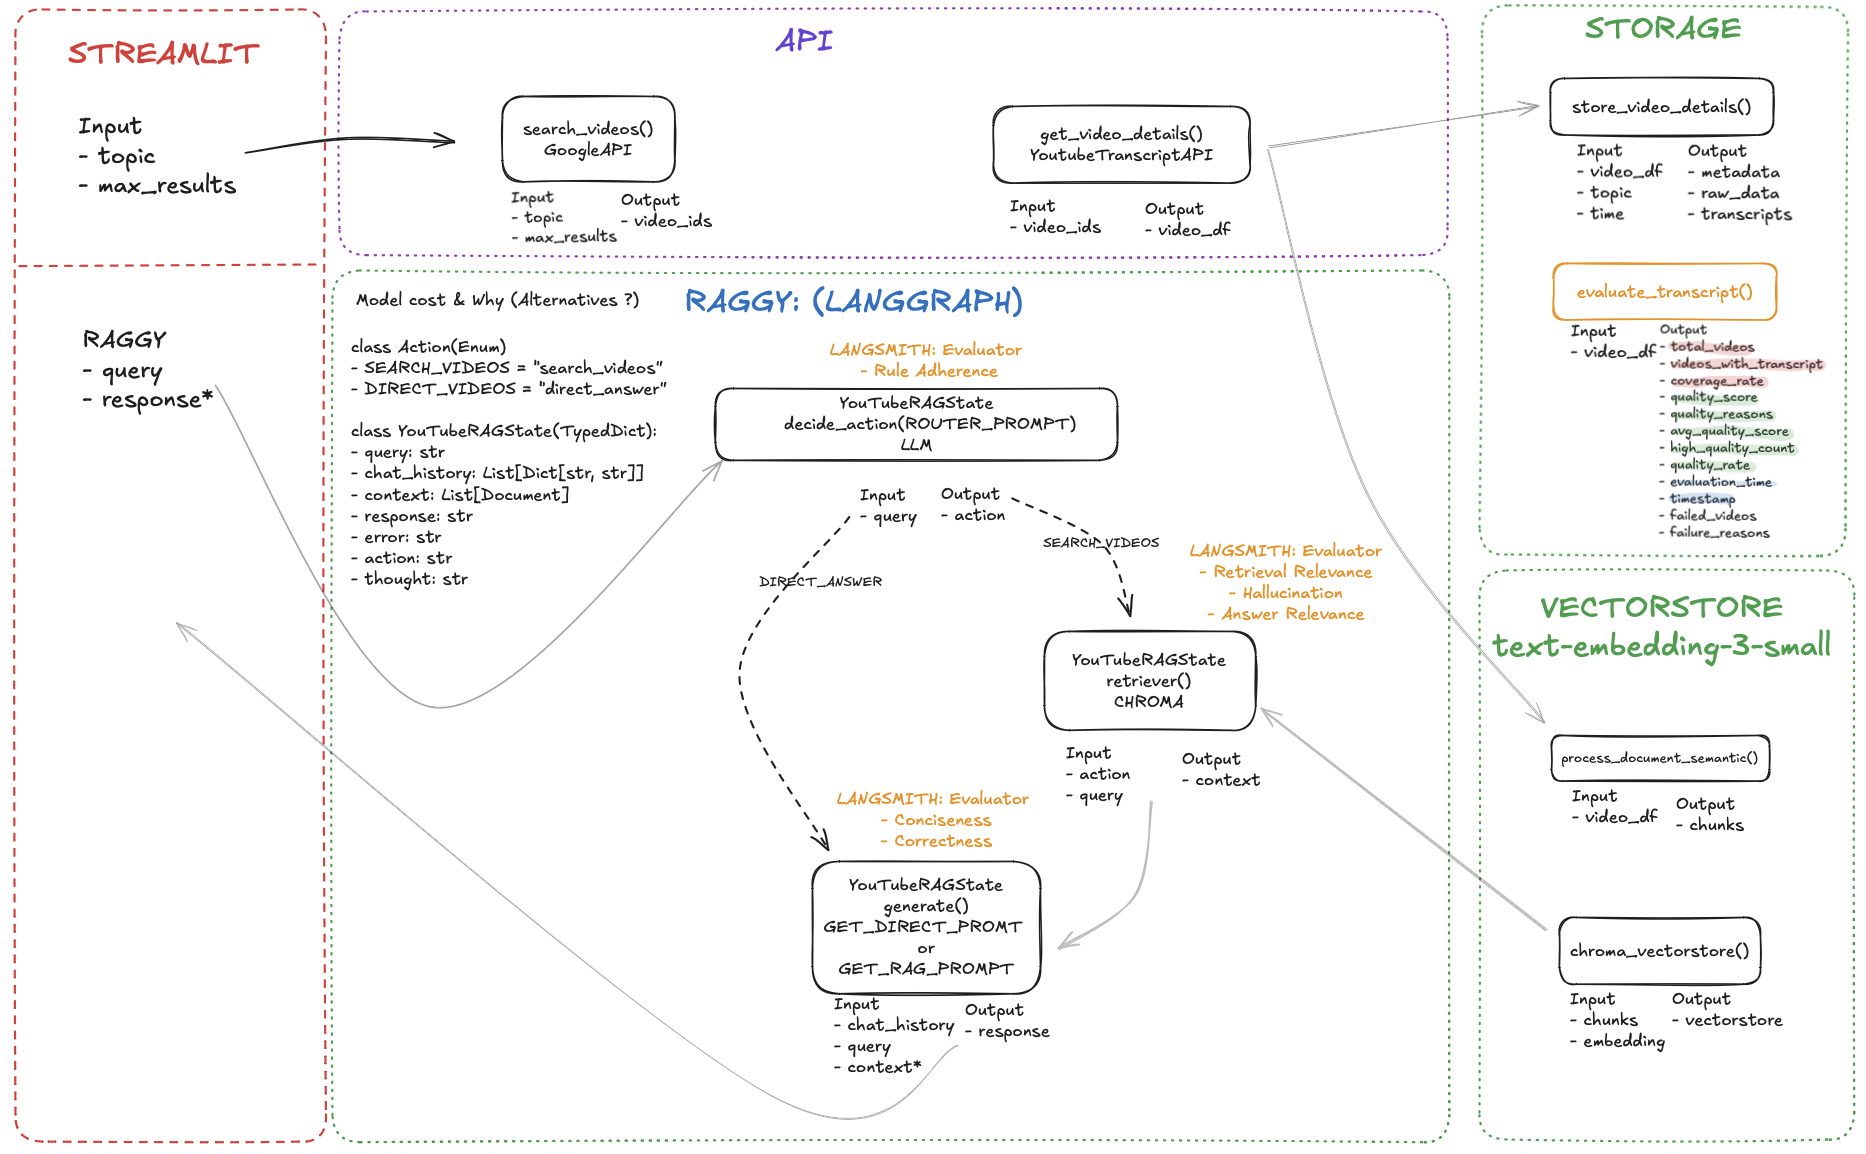 STREAMLIT
Input
- topic
- max_results
RAGGY
- query
- response*
API
search_videos()
GoogleAPI
Input
- topic
- max_results
Output
- video_ids
get_video_details()
YoutubeTranscriptAPI
Input
- video_ids
Output
- video_df
Model cost & Why (Alternatives ?)
RAGGY: (LANGGRAPH)
class Action(Enum)
- SEARCH_VIDEOS = "search_videos"
- DIRECT_VIDEOS = "direct_answer"
class YouTubeRAGState(TypedDict):
- query: str
- chat_history: List[Dict[str, str]]
- context: List[Document]
- response: str
- error: str
- action: str
- thought: str
LANGSMITH: Evaluator
- Rule Adherence
YouTubeRAGState
decide_action(ROUTER_PROMPT)
LLM
Input
- query
Output
- action
DIRECT_ANSWER
SEARCH_VIDEOS
LANGSMITH: Evaluator
- Retrieval Relevance
- Hallucination
- Answer Relevance
YouTubeRAGState
retriever()
CHROMA
Input
- action
- query
Output
- context
LANGSMITH: Evaluator
- Conciseness
- Correctness
YouTubeRAGState
generate()
GET_DIRECT_PROMT
or
GET_RAG_PROMPT
Input
- chat_history
- query
- context*
Output
- response
STORAGE
store_video_details()
Input
- video_df
- topic
- time
Output
- metadata
- raw_data
- transcripts
evaluate_transcript()
Input
- video_df
Output
- total_videos
- videos_with_transcript
- coverage_rate
- quality_score
- quality_reasons
- avg_quality_score
- high_quality_count
- quality_rate
- evaluation_time
- timestamp
- failed_videos
- failure_reasons
VECTORSTORE
text-embedding-3-small
process_document_semantic()
Input
- video_df
Output
- chunks
chroma_vectorstore()
Input
- chunks
- embedding
Output
- vectorstore